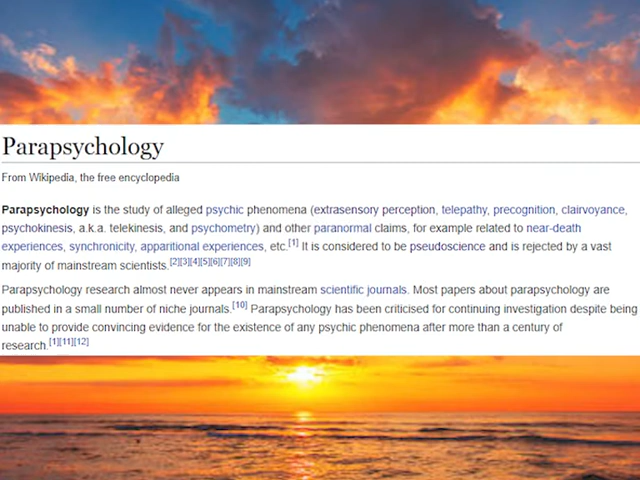 Parapsychology
From Wikipedia, the free encyclopedia
Parapsychology is the study of alleged psychic phenomena (extrasensory perception, telepathy, precognition, clairvoyance,
psychokinesis, a.k.a. telekinesis, and psychometry) and other paranormal claims, for example related to near-death
experiences, synchronicity, apparitional experiences, etc.[1] It is considered to be pseudoscience and is rejected by a vast
majority of mainstream scientists.[2][3][4][5][6][7][8][9]
Parapsychology research almost never appears in mainstream scientific journals. Most papers about parapsychology are
published in a small number of niche journals.[10] Parapsychology has been criticised for continuing investigation despite being
unable to provide convincing evidence for the existence of any psychic phenomena after more than a century of
research.[1][11][12]